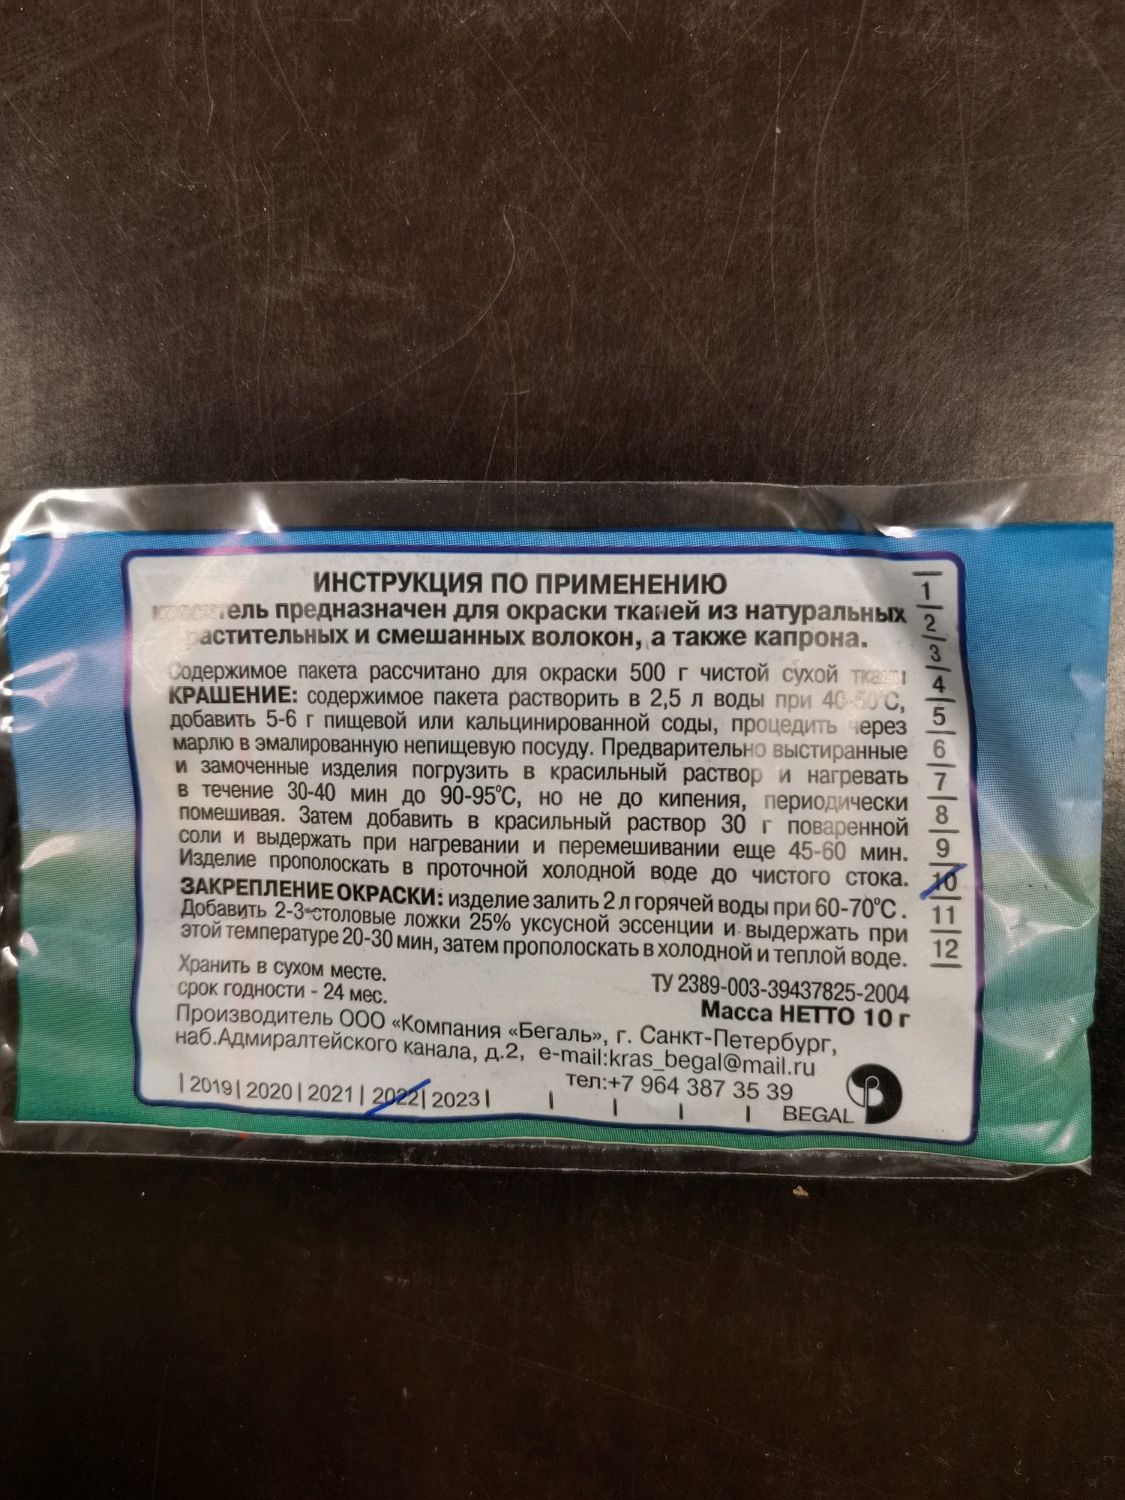 ИНСТРУКЦИЯ ПО ПРИМЕНЕНИЮ
краситель предназначен для окраски тканей из натуральных
растительных и смешанных волокон, а также капрона.
Содержимое пакета рассчитано для окраски 500 г чистой сухой ткани
КРАШЕНИЕ: содержимое пакета растворить в 2,5 л воды при 40-50°С,
добавить 5-6 г пищевой или кальцинированной соды, процедить через
марлю в эмалированную непищевую посуду. Предварительно выстиранные
и замоченные изделия погрузить в красильный раствор и нагревать
в течение 30-40 мин до 90-95°С, но не до кипения, периодически
помешивая. Затем добавить в красильный раствор 30 г поваренной
соли и выдержать при нагревании и перемешивании еще 45-60 мин.
Изделие прополоскать в проточной холодной воде до чистого стока.
ЗАКРЕПЛЕНИЕ ОКРАСКИ: изделие залить 2 л горячей воды при 60-70°С.
Добавить 2-3 столовые ложки 25% уксусной эссенции и выдержать при
этой температуре 20-30 мин, затем прополоскать в холодной и теплой воде.
Хранить в сухом месте.
срок годности - 24 мес.
ТУ 2389-003-39437825-2004
Масса НЕТТО 10 г
Производитель ООО «Компания «Бегаль», г. Санкт-Петербург,
наб.Адмиралтейского канала, д.2, e-mail:kras_begal@mail.ru
тел:+7 964 387 35 39
| 2019 | 2020 | 2021 | 2022 | 2023 |
BEGAL
1
2
3
4
5
6
7
8
9
10
11
12